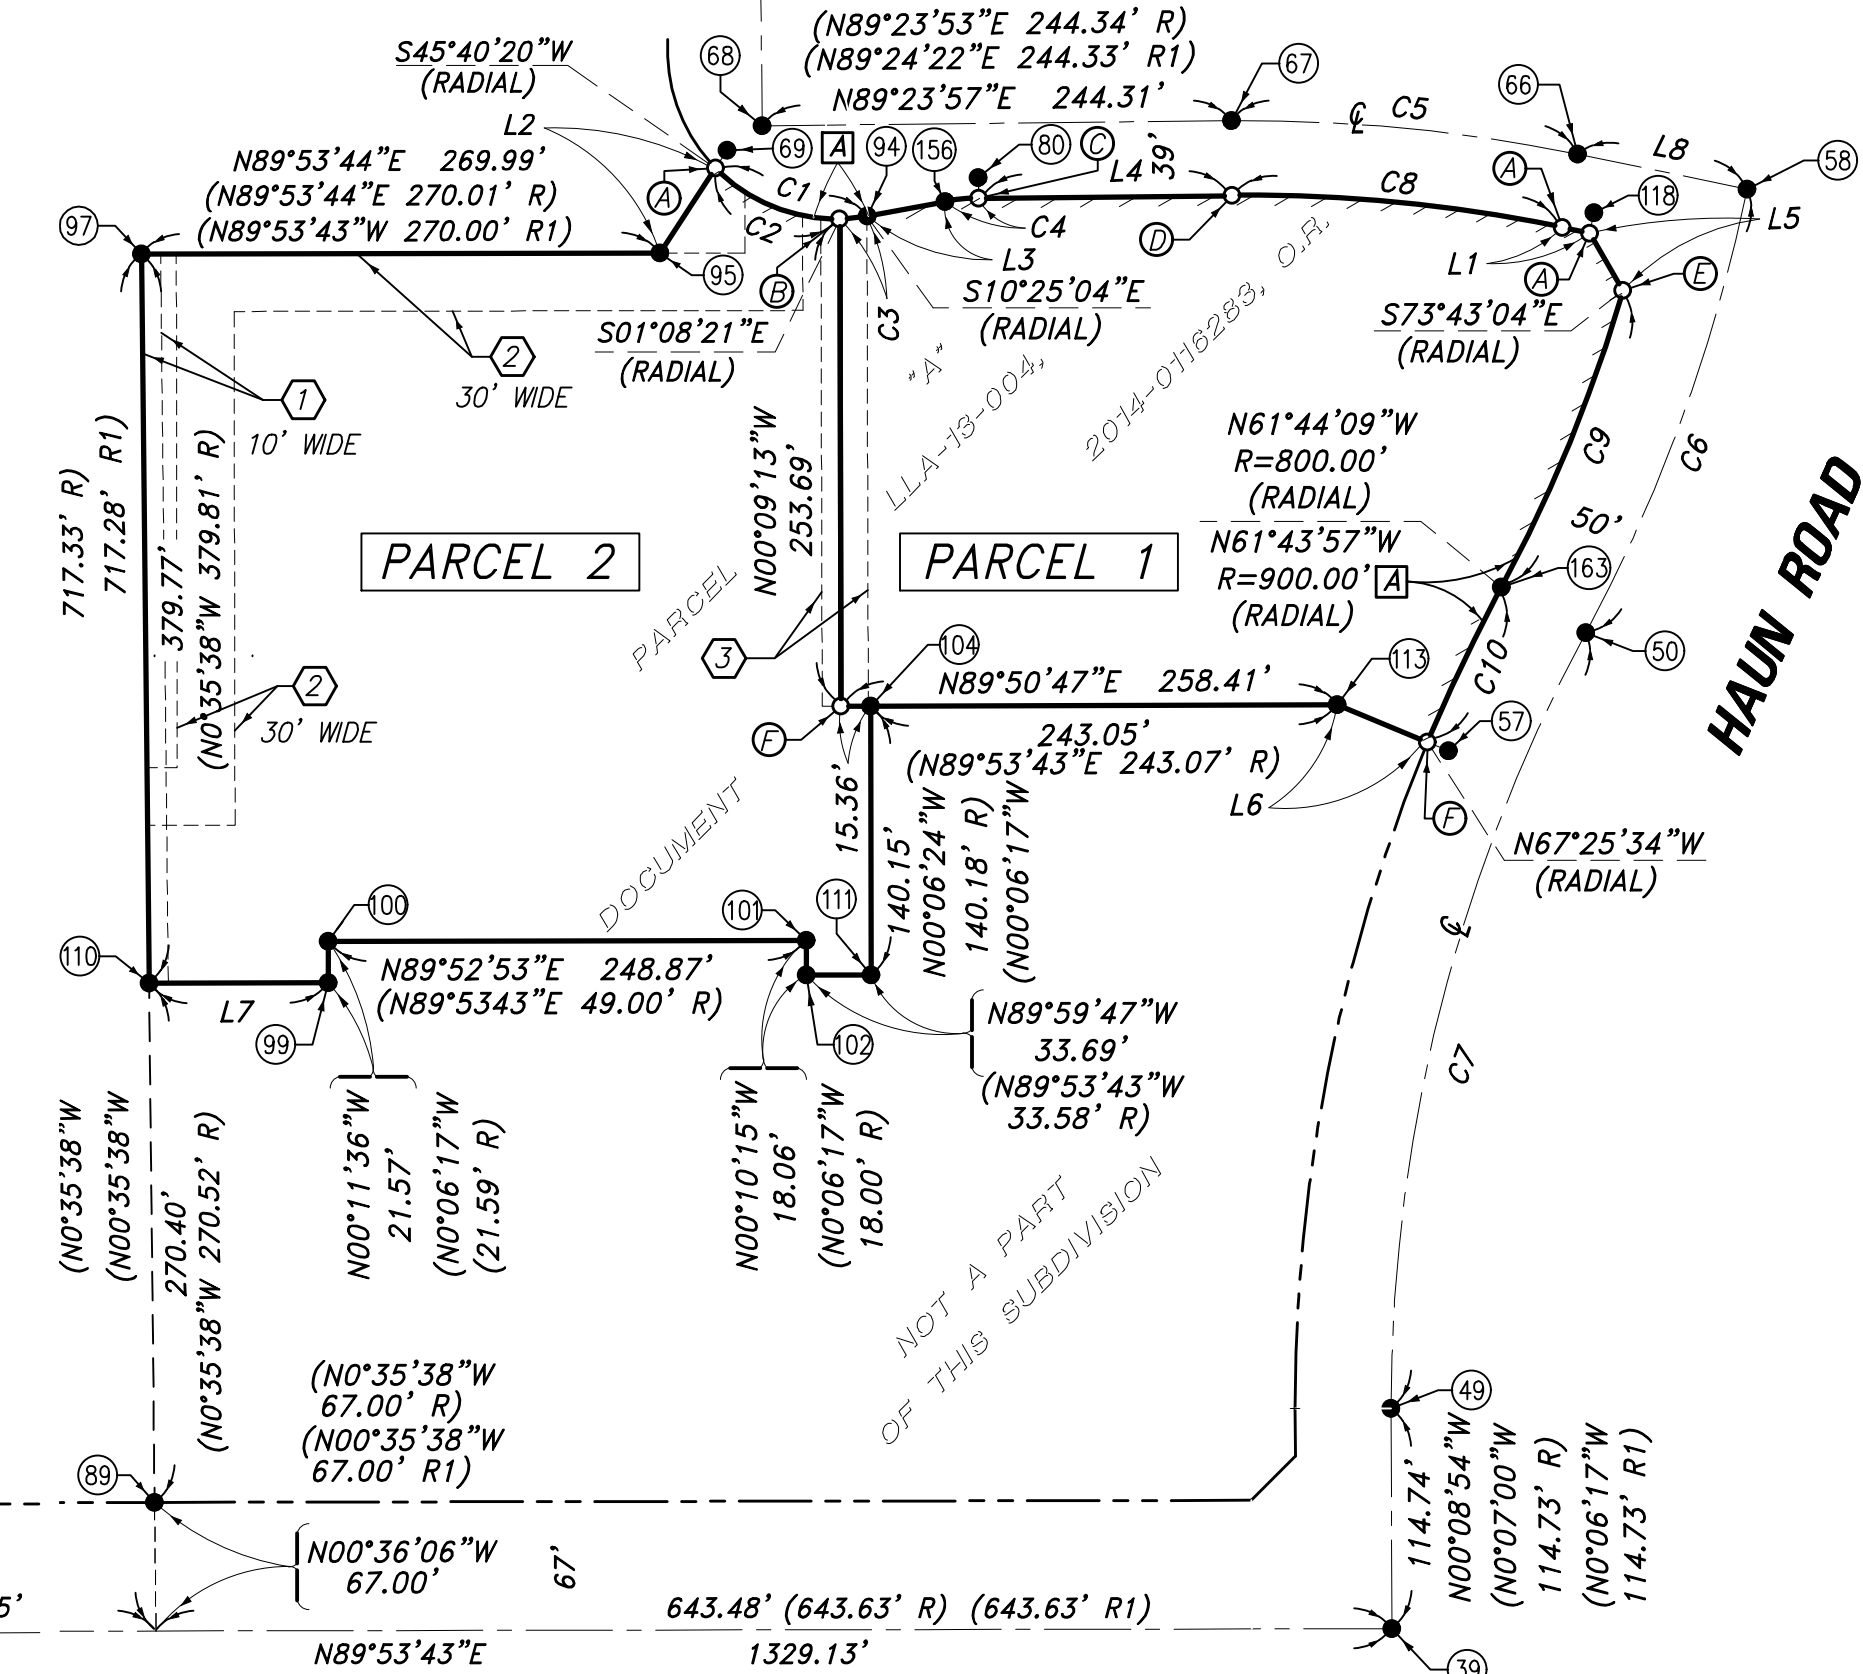 (N89°23'53"E 244.34' R)
(N89°24'22"E 244.33' R1)
N89°23'57"E 244.31'
S45°40'20"W
(RADIAL)
68
67
66
C5
℄
L8
58
L2
69
A
94
156
80
C
L4
39'
C8
A
118
L5
N89°53'44"E 269.99'
(N89°53'44"E 270.01' R)
(N89°53'43"W 270.00' R1)
97
A
C1
C2
C4
L3
D
L1
A
E
95
B
C3
S10°25'04"E
(RADIAL)
S73°43'04"E
(RADIAL)
S01°08'21"E
(RADIAL)
2
30' WIDE
1
10' WIDE
717.33' R)
717.28' R1)
379.77'
(N0°35'38"W 379.81' R)
N00°09'13"W
253.69'
"A"
LLA-13-004,
2014-0116283, O.R,
PARCEL
DOCUMENT
N61°44'09"W
R=800.00'
(RADIAL)
N61°43'57"W
R=900.00'
A
(RADIAL)
C9
C6
50'
163
HAUN ROAD
PARCEL 2
PARCEL 1
3
104
113
50
C10
57
N89°50'47"E 258.41'
2
30' WIDE
F
243.05'
(N89°53'43"E 243.07' R)
L6
F
N67°25'34"W
(RADIAL)
15.36'
140.15'
N00°06'24"W
140.18' R)
(N00°06'17"W
℄
100
101
111
110
N89°52'53"E 248.87'
(N89°5343"E 49.00' R)
L7
99
102
N89°59'47"W
33.69'
(N89°53'43"W
33.58' R)
C7
(N0°35'38"W
(N00°35'38"W
270.40'
(N0°35'38"W 270.52' R)
N00°11'36"W
21.57'
(N0°06'17"W
(21.59' R)
N00°10'15"W
18.06'
(N0°06'17"W
18.00' R)
NOT A PART
OF THIS SUBDIVISION
(N0°35'38"W
67.00' R)
(N00°35'38"W
67.00' R1)
49
114.74'
N00°08'54"W
(N0°07'00"W
114.73' R)
(N0°06'17"W
114.73' R1)
89
N00°36'06"W
67.00'
67'
5'
643.48' (643.63' R) (643.63' R1)
N89°53'43"E 1329.13'
39